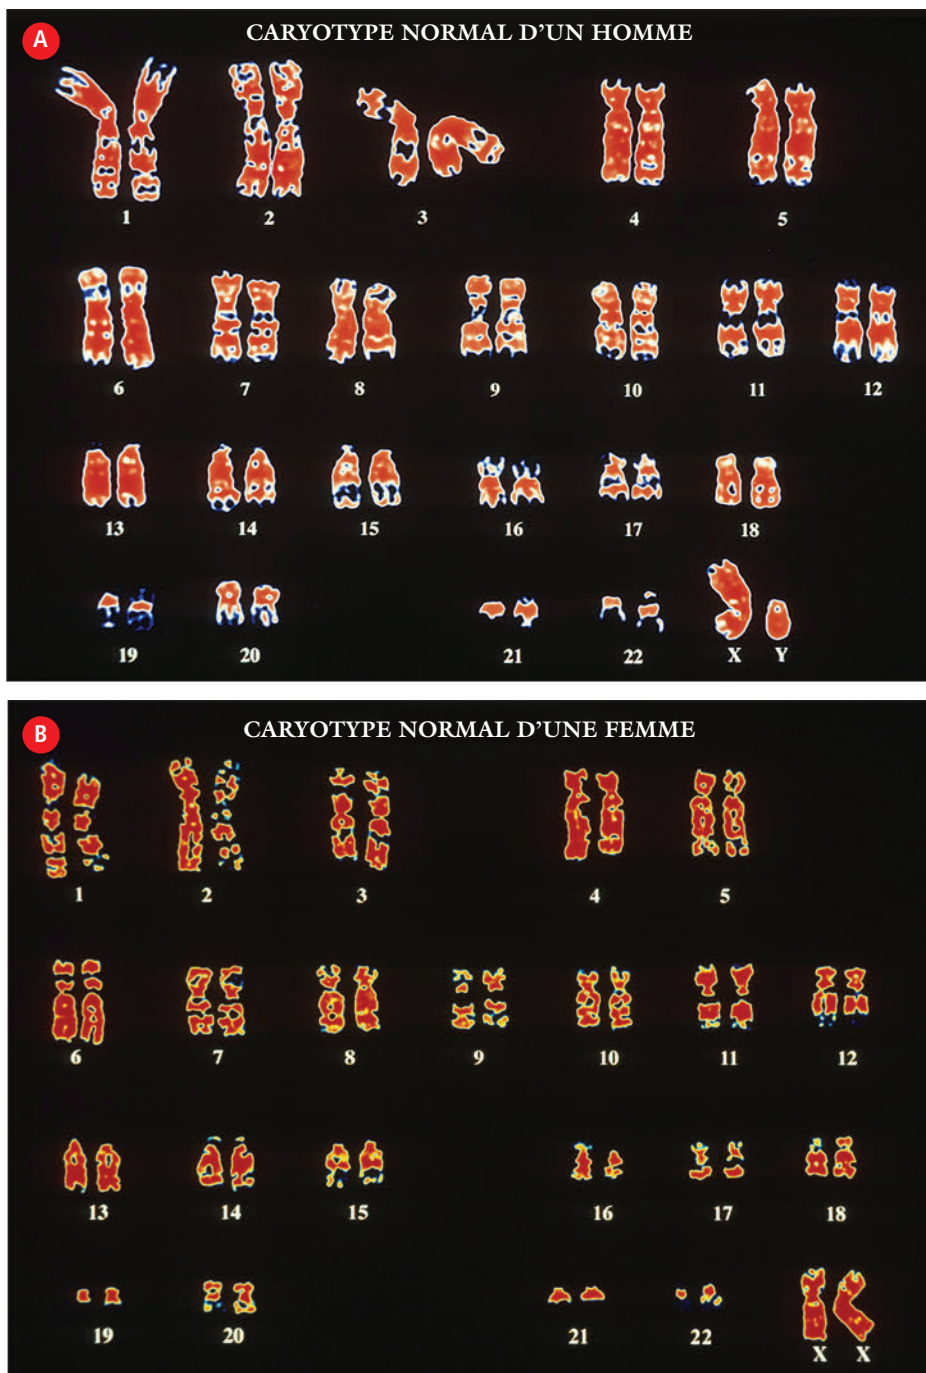 A
CARYOTYPE NORMAL D'UN HOMME
1 2 3 4 5
6 7 8 9 10 11 12
13 14 15 16 17 18
19 20 21 22 X Y
B
CARYOTYPE NORMAL D'UNE FEMME
1 2 3 4 5
6 7 8 9 10 11 12
13 14 15 16 17 18
19 20 21 22 X X